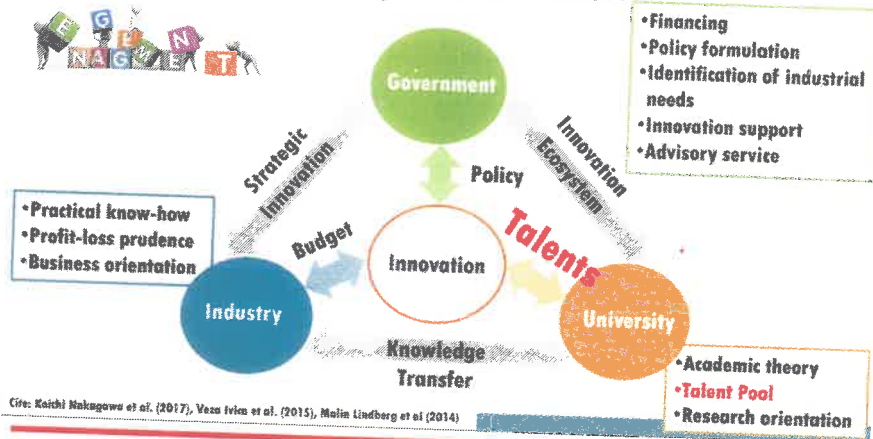 E G E N
NAG EM E T
Government
•Financing
•Policy formulation
•Identification of industrial
needs
•Innovation support
•Advisory service
Strategic
Innovation
Innovation
Ecosystem
Policy
•Practical know-how
•Profit-loss prudence
•Business orientation
Budget
Talents
Innovation
Industry
University
Knowledge
Transfer
•Academic theory
•Talent Pool
•Research orientation
Cite: Koichi Nakagawa et al. (2017), Veza Ivica et al. (2015), Malin Lindberg et al (2014)